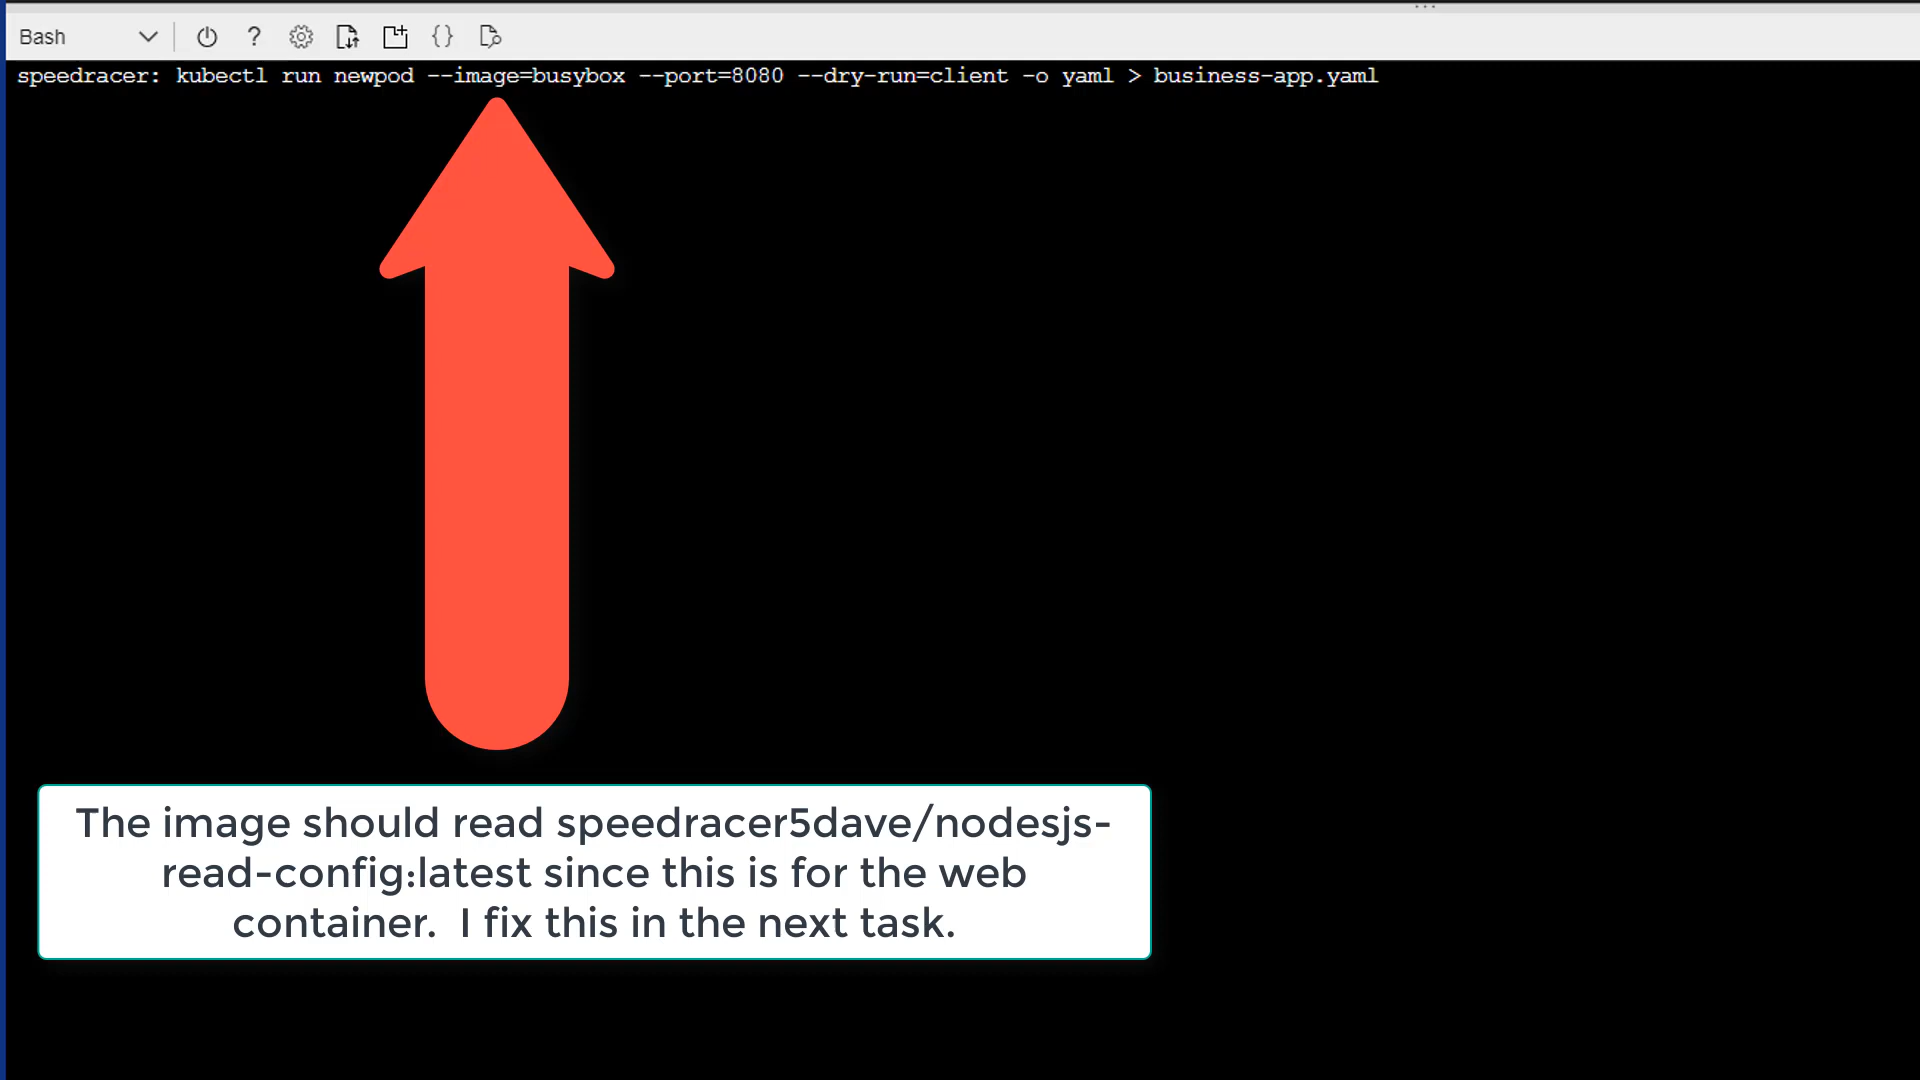 Bash
speedracer: kubectl run newpod --image=busybox --port=8080 --dry-run=client -o yaml > business-app.yaml
The image should read speedracer5dave/nodesjs-
read-config:latest since this is for the web
container.  I fix this in the next task.